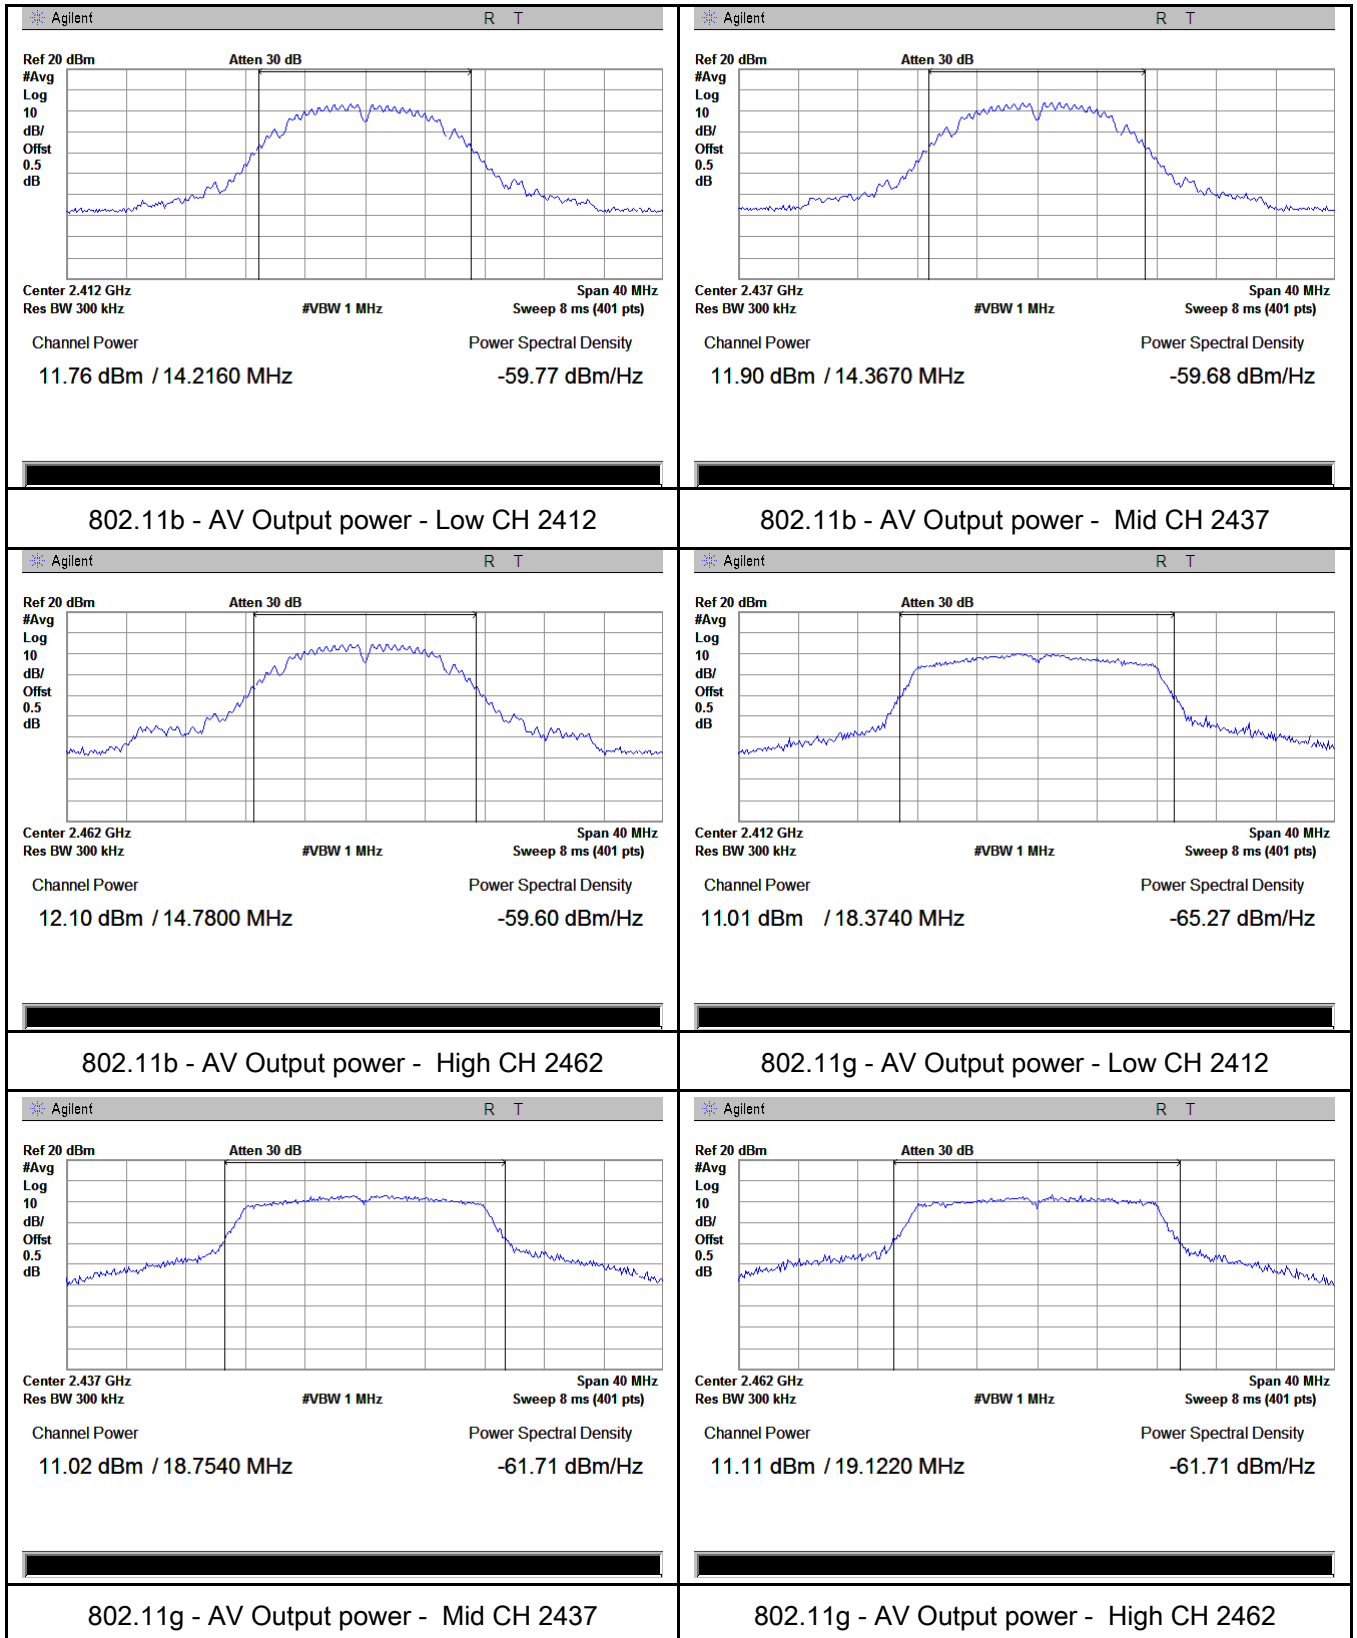 Agilent R T
Ref 20 dBm Atten 30 dB
#Avg
Log
10
dB/
Offst
0.5
dB
Center 2.412 GHz Span 40 MHz
Res BW 300 kHz #VBW 1 MHz Sweep 8 ms (401 pts)
Channel Power Power Spectral Density
11.76 dBm / 14.2160 MHz -59.77 dBm/Hz
802.11b - AV Output power - Low CH 2412
Agilent R T
Ref 20 dBm Atten 30 dB
#Avg
Log
10
dB/
Offst
0.5
dB
Center 2.437 GHz Span 40 MHz
Res BW 300 kHz #VBW 1 MHz Sweep 8 ms (401 pts)
Channel Power Power Spectral Density
11.90 dBm / 14.3670 MHz -59.68 dBm/Hz
802.11b - AV Output power - Mid CH 2437
Agilent R T
Ref 20 dBm Atten 30 dB
#Avg
Log
10
dB/
Offst
0.5
dB
Center 2.462 GHz Span 40 MHz
Res BW 300 kHz #VBW 1 MHz Sweep 8 ms (401 pts)
Channel Power Power Spectral Density
12.10 dBm / 14.7800 MHz -59.60 dBm/Hz
802.11b - AV Output power - High CH 2462
Agilent R T
Ref 20 dBm Atten 30 dB
#Avg
Log
10
dB/
Offst
0.5
dB
Center 2.412 GHz Span 40 MHz
Res BW 300 kHz #VBW 1 MHz Sweep 8 ms (401 pts)
Channel Power Power Spectral Density
11.01 dBm / 18.3740 MHz -65.27 dBm/Hz
802.11g - AV Output power - Low CH 2412
Agilent R T
Ref 20 dBm Atten 30 dB
#Avg
Log
10
dB/
Offst
0.5
dB
Center 2.437 GHz Span 40 MHz
Res BW 300 kHz #VBW 1 MHz Sweep 8 ms (401 pts)
Channel Power Power Spectral Density
11.02 dBm / 18.7540 MHz -61.71 dBm/Hz
802.11g - AV Output power - Mid CH 2437
Agilent R T
Ref 20 dBm Atten 30 dB
#Avg
Log
10
dB/
Offst
0.5
dB
Center 2.462 GHz Span 40 MHz
Res BW 300 kHz #VBW 1 MHz Sweep 8 ms (401 pts)
Channel Power Power Spectral Density
11.11 dBm / 19.1220 MHz -61.71 dBm/Hz
802.11g - AV Output power - High CH 2462